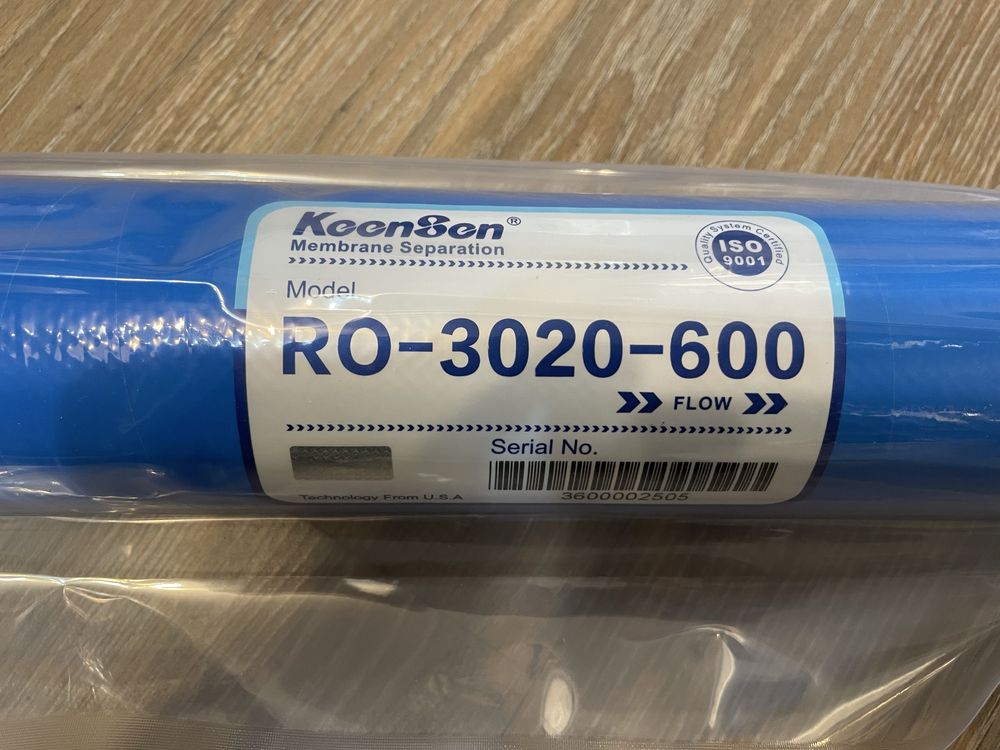 KeenSen®
Membrane Separation
Quality System Certified
ISO
9001
Model
RO-3020-600
FLOW
Serial No.
3600002505
Technology From U.S.A